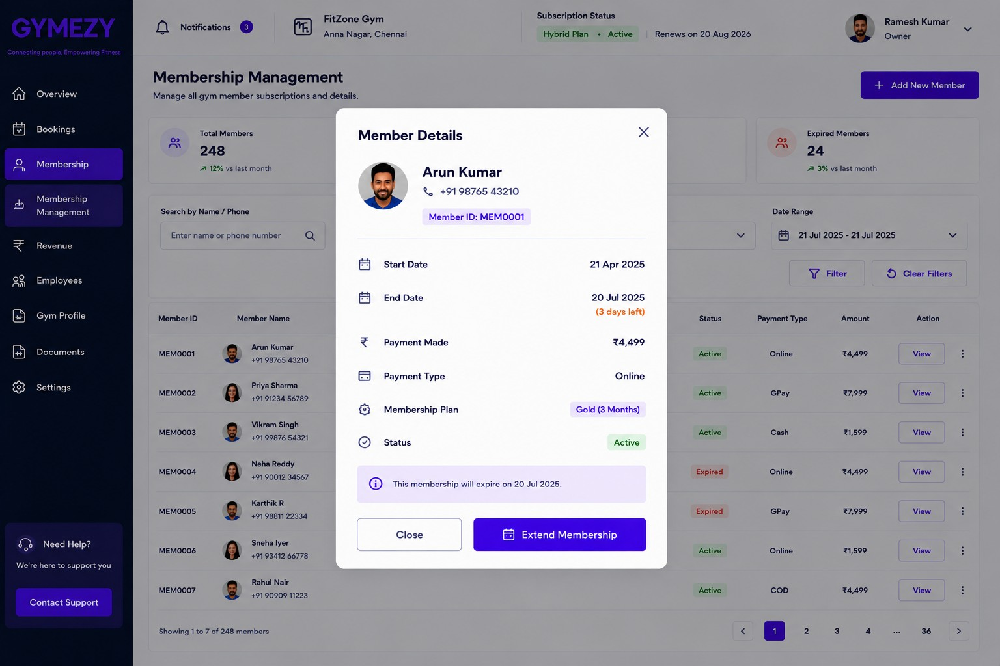 GYMEZY
Connecting people, Empowering Fitness
Overview
Bookings
Membership
Membership
Management
Revenue
Employees
Gym Profile
Documents
Settings
Need Help?
We're here to support you
Contact Support
Notifications 3
FitZone Gym
Anna Nagar, Chennai
Subscription Status
Hybrid Plan • Active | Renews on 20 Aug 2026
Ramesh Kumar
Owner
Membership Management
Manage all gym member subscriptions and details.
+ Add New Member
Total Members
248
12% vs last month
Expired Members
24
3% vs last month
Search by Name / Phone
Enter name or phone number
Date Range
21 Jul 2025 - 21 Jul 2025
Filter
Clear Filters
Member ID Member Name Status Payment Type Amount Action
MEM0001 Arun Kumar Active Online ₹4,499 View
+91 98765 43210
MEM0002 Priya Sharma Active GPay ₹7,999 View
+91 91234 56789
MEM0003 Vikram Singh Active Cash ₹1,599 View
+91 99876 54321
MEM0004 Neha Reddy Expired Online ₹4,499 View
+91 90012 34567
MEM0005 Karthik R Expired GPay ₹7,999 View
+91 98811 22334
MEM0006 Sneha Iyer Active Online ₹1,599 View
+91 93412 66778
MEM0007 Rahul Nair Active COD ₹4,499 View
+91 90909 11223
Showing 1 to 7 of 248 members
1 2 3 4 ... 36
Member Details
Arun Kumar
+91 98765 43210
Member ID: MEM0001
Start Date 21 Apr 2025
End Date 20 Jul 2025
(3 days left)
₹ Payment Made ₹4,499
Payment Type Online
Membership Plan Gold (3 Months)
Status Active
This membership will expire on 20 Jul 2025.
Close
Extend Membership